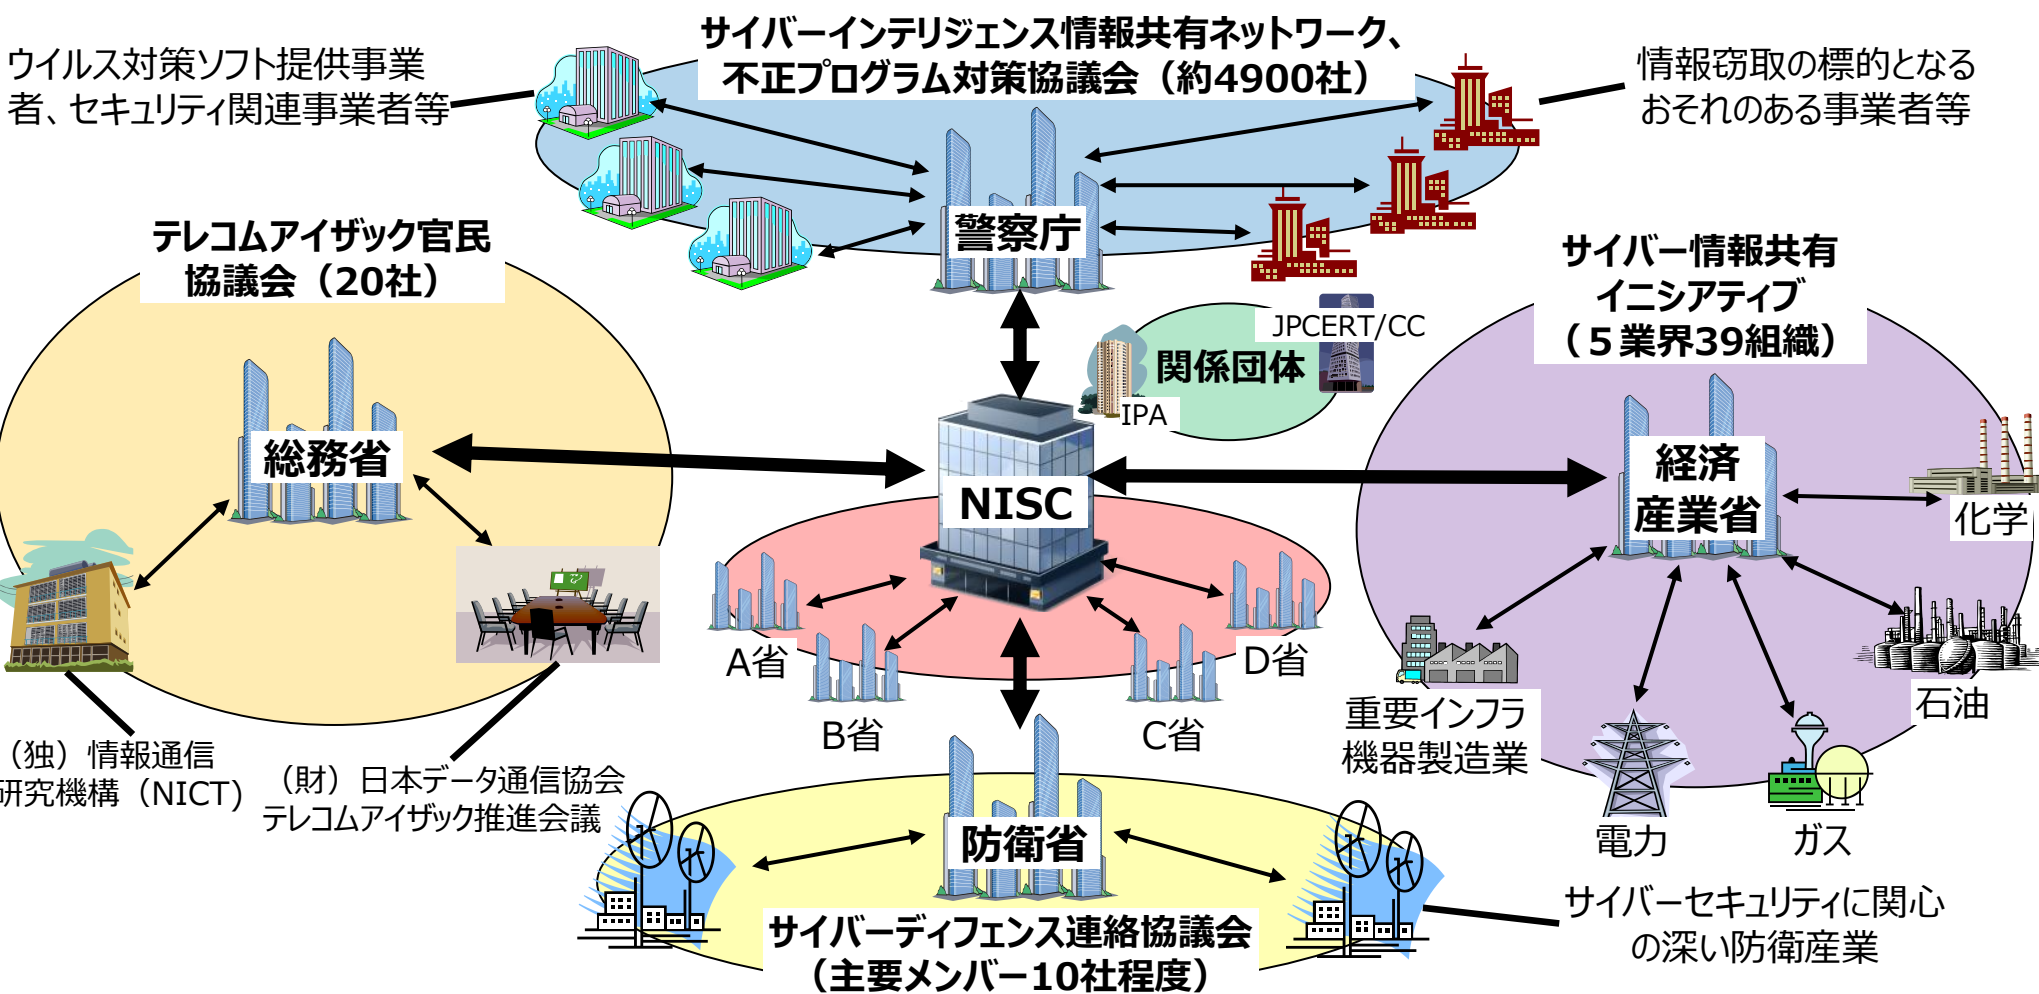 サイバーインテリジェンス情報共有ネットワーク、
不正プログラム対策協議会（約4900社）
ウイルス対策ソフト提供事業
者、セキュリティ関連事業者等
情報窃取の標的となる
おそれのある事業者等
警察庁
テレコムアイザック官民
協議会（20社）
サイバー情報共有
イニシアティブ
（５業界39組織）
JPCERT/CC
関係団体
IPA
総務省
NISC
経済
産業省
化学
A省
B省
C省
D省
重要インフラ
機器製造業
石油
電力
ガス
（独）情報通信
研究機構（NICT）
（財）日本データ通信協会
テレコムアイザック推進会議
防衛省
サイバーディフェンス連絡協議会
（主要メンバー10社程度）
サイバーセキュリティに関心
の深い防衛産業